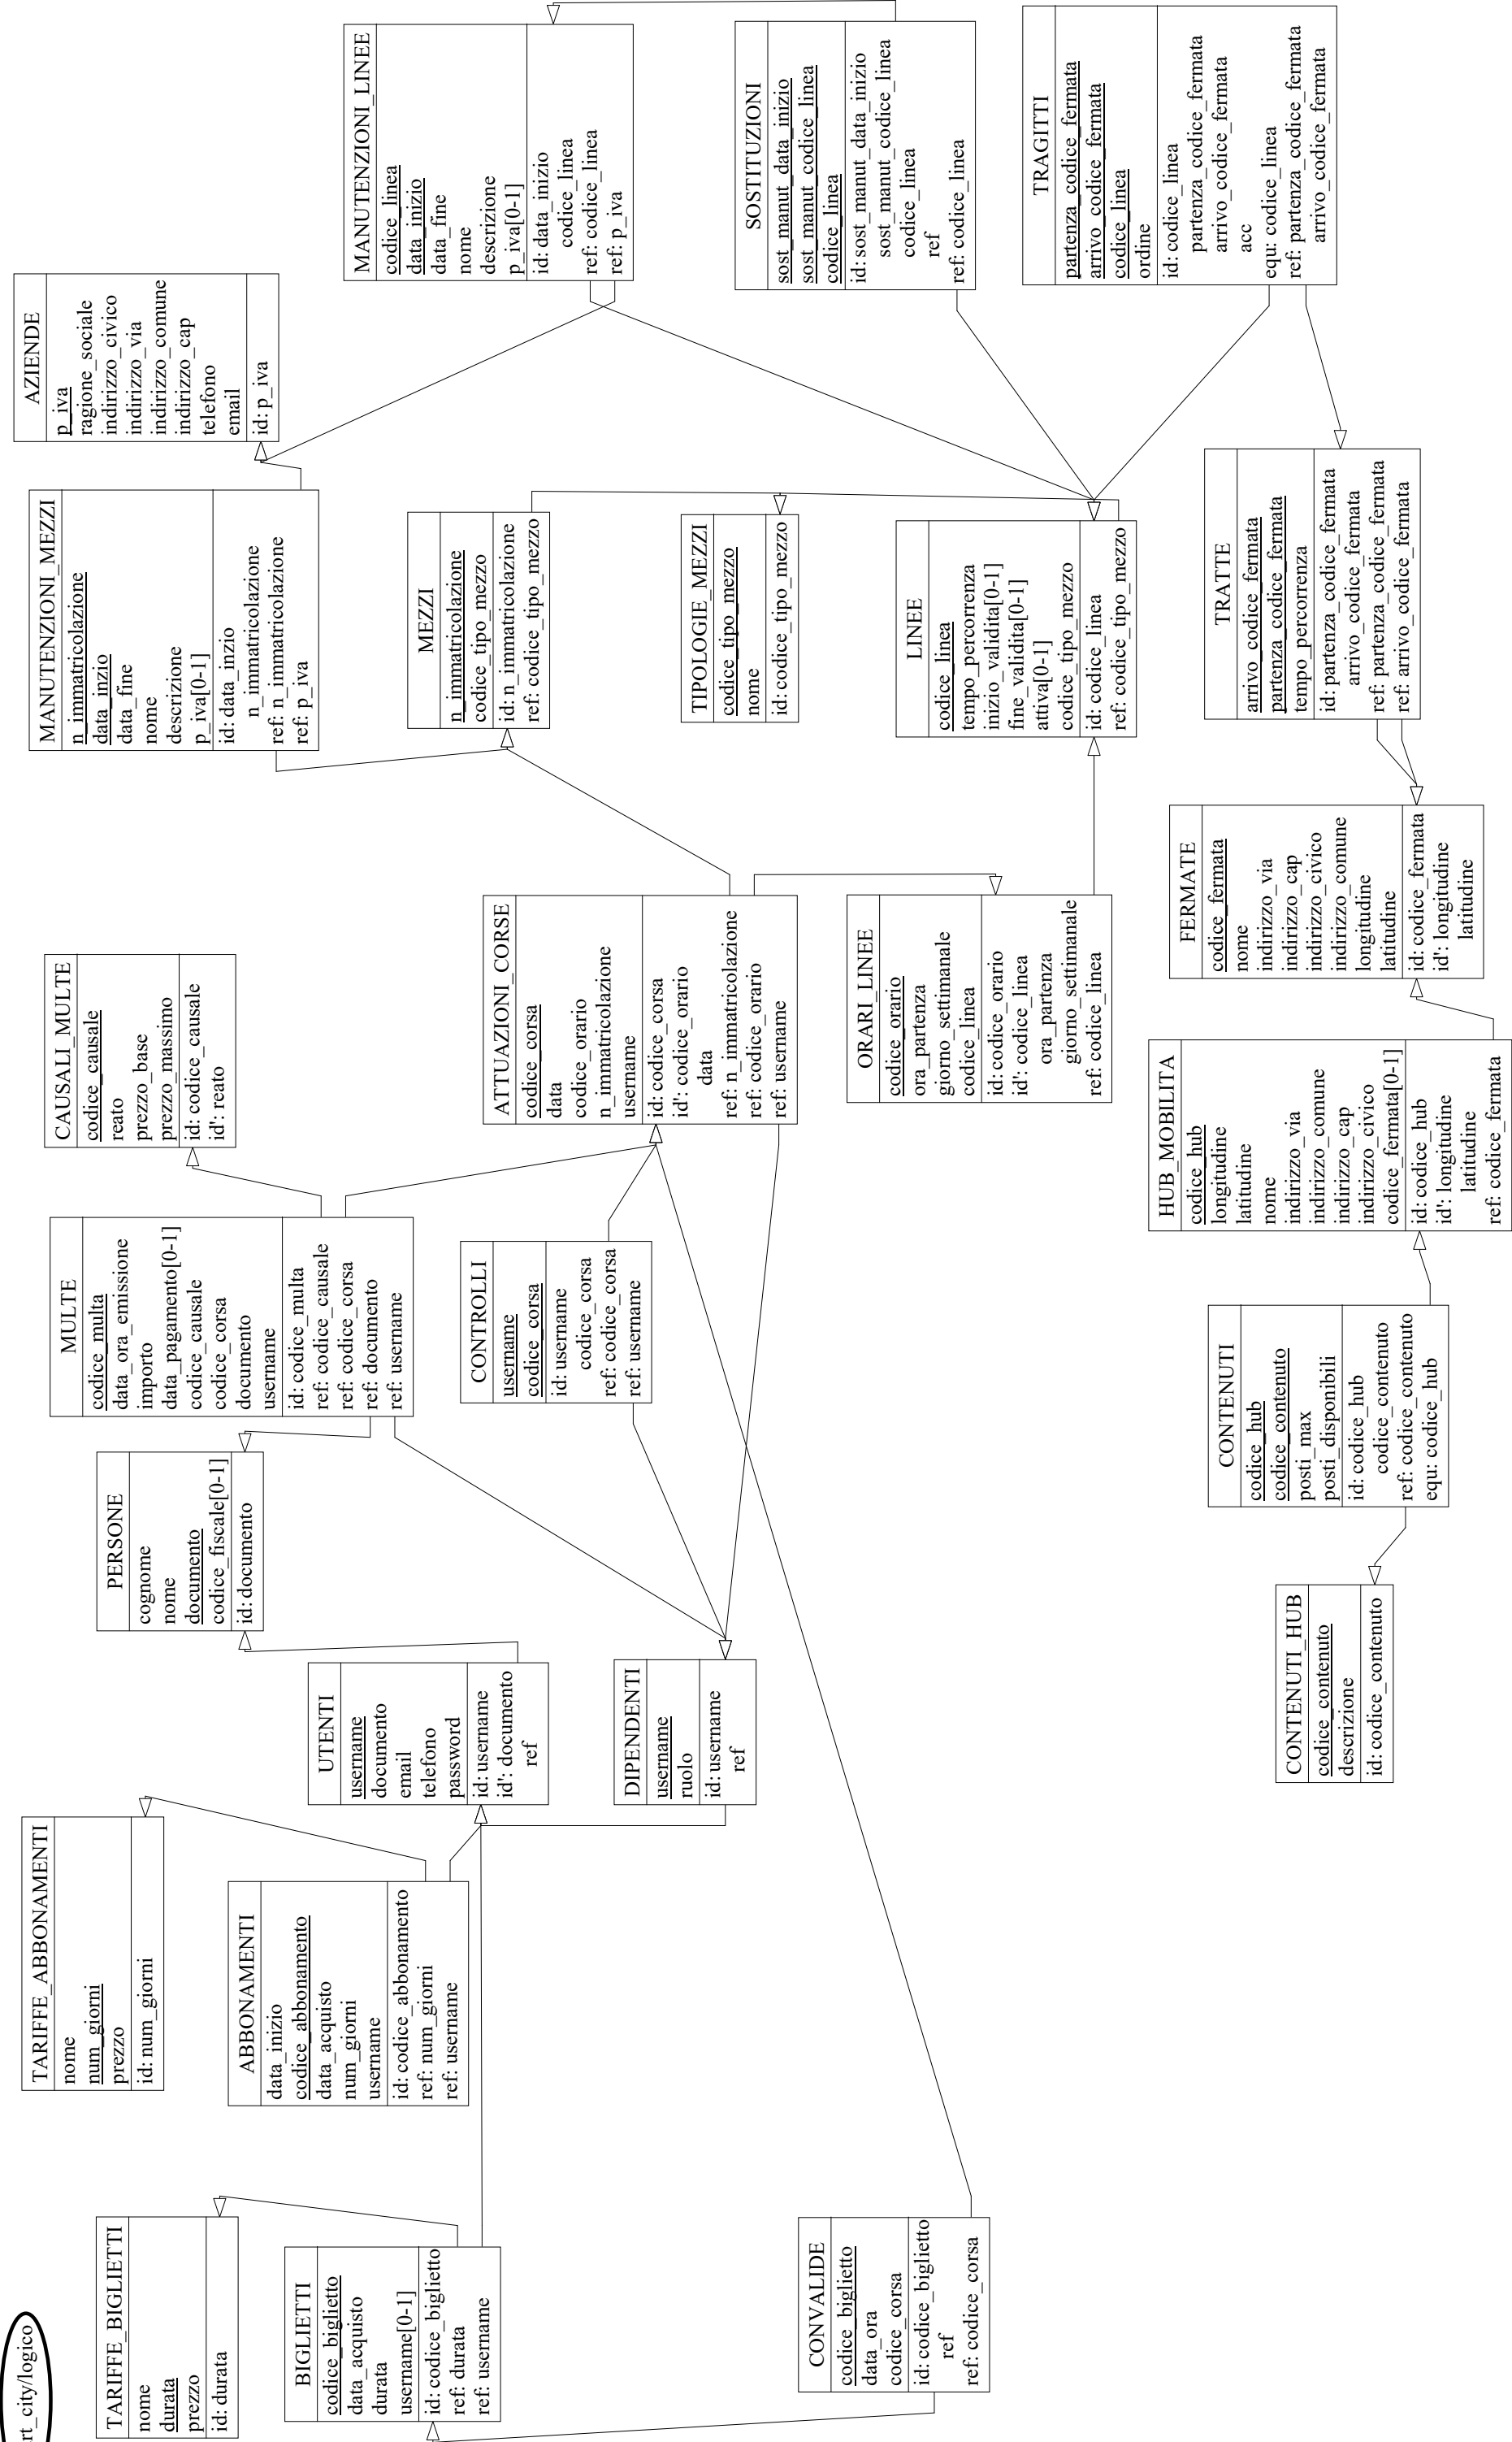 rt_city/logico
TARIFFE_BIGLIETTI
nome
durata
prezzo
id: durata
BIGLIETTI
codice_biglietto
data_acquisto
durata
username[0-1]
id: codice_biglietto
ref: durata
ref: username
CONVALIDE
codice_biglietto
data_ora
codice_corsa
id: codice_biglietto
ref
ref: codice_corsa
TARIFFE_ABBONAMENTI
nome
num_giorni
prezzo
id: num_giorni
ABBONAMENTI
data_inizio
codice_abbonamento
data_acquisto
num_giorni
username
id: codice_abbonamento
ref: num_giorni
ref: username
UTENTI
username
documento
email
telefono
password
id: username
id': documento
ref
DIPENDENTI
username
ruolo
id: username
ref
PERSONE
cognome
nome
documento
codice_fiscale[0-1]
id: documento
MULTE
codice_multa
data_ora_emissione
importo
data_pagamento[0-1]
codice_causale
codice_corsa
documento
username
id: codice_multa
ref: codice_causale
ref: codice_corsa
ref: documento
ref: username
CONTROLLI
username
codice_corsa
id: username
codice_corsa
ref: codice_corsa
ref: username
CAUSALI_MULTE
codice_causale
reato
prezzo_base
prezzo_massimo
id: codice_causale
id': reato
ATTUAZIONI_CORSE
codice_corsa
data
codice_orario
n_immatricolazione
username
id: codice_corsa
id': codice_orario
data
ref: n_immatricolazione
ref: codice_orario
ref: username
ORARI_LINEE
codice_orario
ora_partenza
giorno_settimanale
codice_linea
id: codice_orario
id': codice_linea
ora_partenza
giorno_settimanale
ref: codice_linea
CONTENUTI_HUB
codice_contenuto
descrizione
id: codice_contenuto
CONTENUTI
codice_hub
codice_contenuto
posti_max
posti_disponibili
id: codice_hub
codice_contenuto
ref: codice_contenuto
equ: codice_hub
HUB_MOBILITA
codice_hub
longitudine
latitudine
nome
indirizzo_via
indirizzo_comune
indirizzo_cap
indirizzo_civico
codice_fermata[0-1]
id: codice_hub
id': longitudine
latitudine
ref: codice_fermata
FERMATE
codice_fermata
nome
indirizzo_via
indirizzo_cap
indirizzo_civico
indirizzo_comune
longitudine
latitudine
id: codice_fermata
id': longitudine
latitudine
MANUTENZIONI_MEZZI
n_immatricolazione
data_inzio
data_fine
nome
descrizione
p_iva[0-1]
id: data_inzio
n_immatricolazione
ref: n_immatricolazione
ref: p_iva
MEZZI
n_immatricolazione
codice_tipo_mezzo
id: n_immatricolazione
ref: codice_tipo_mezzo
TIPOLOGIE_MEZZI
codice_tipo_mezzo
nome
id: codice_tipo_mezzo
LINEE
codice_linea
tempo_percorrenza
inizio_validita[0-1]
fine_validita[0-1]
attiva[0-1]
codice_tipo_mezzo
id: codice_linea
ref: codice_tipo_mezzo
TRATTE
arrivo_codice_fermata
partenza_codice_fermata
tempo_percorrenza
id: partenza_codice_fermata
arrivo_codice_fermata
ref: partenza_codice_fermata
ref: arrivo_codice_fermata
AZIENDE
p_iva
ragione_sociale
indirizzo_civico
indirizzo_via
indirizzo_comune
indirizzo_cap
telefono
email
id: p_iva
MANUTENZIONI_LINEE
codice_linea
data_inizio
data_fine
nome
descrizione
p_iva[0-1]
id: data_inizio
codice_linea
ref: codice_linea
ref: p_iva
SOSTITUZIONI
sost_manut_data_inizio
sost_manut_codice_linea
codice_linea
id: sost_manut_data_inizio
sost_manut_codice_linea
codice_linea
ref
ref: codice_linea
TRAGITTI
partenza_codice_fermata
arrivo_codice_fermata
codice_linea
ordine
id: codice_linea
partenza_codice_fermata
arrivo_codice_fermata
acc
equ: codice_linea
ref: partenza_codice_fermata
arrivo_codice_fermata